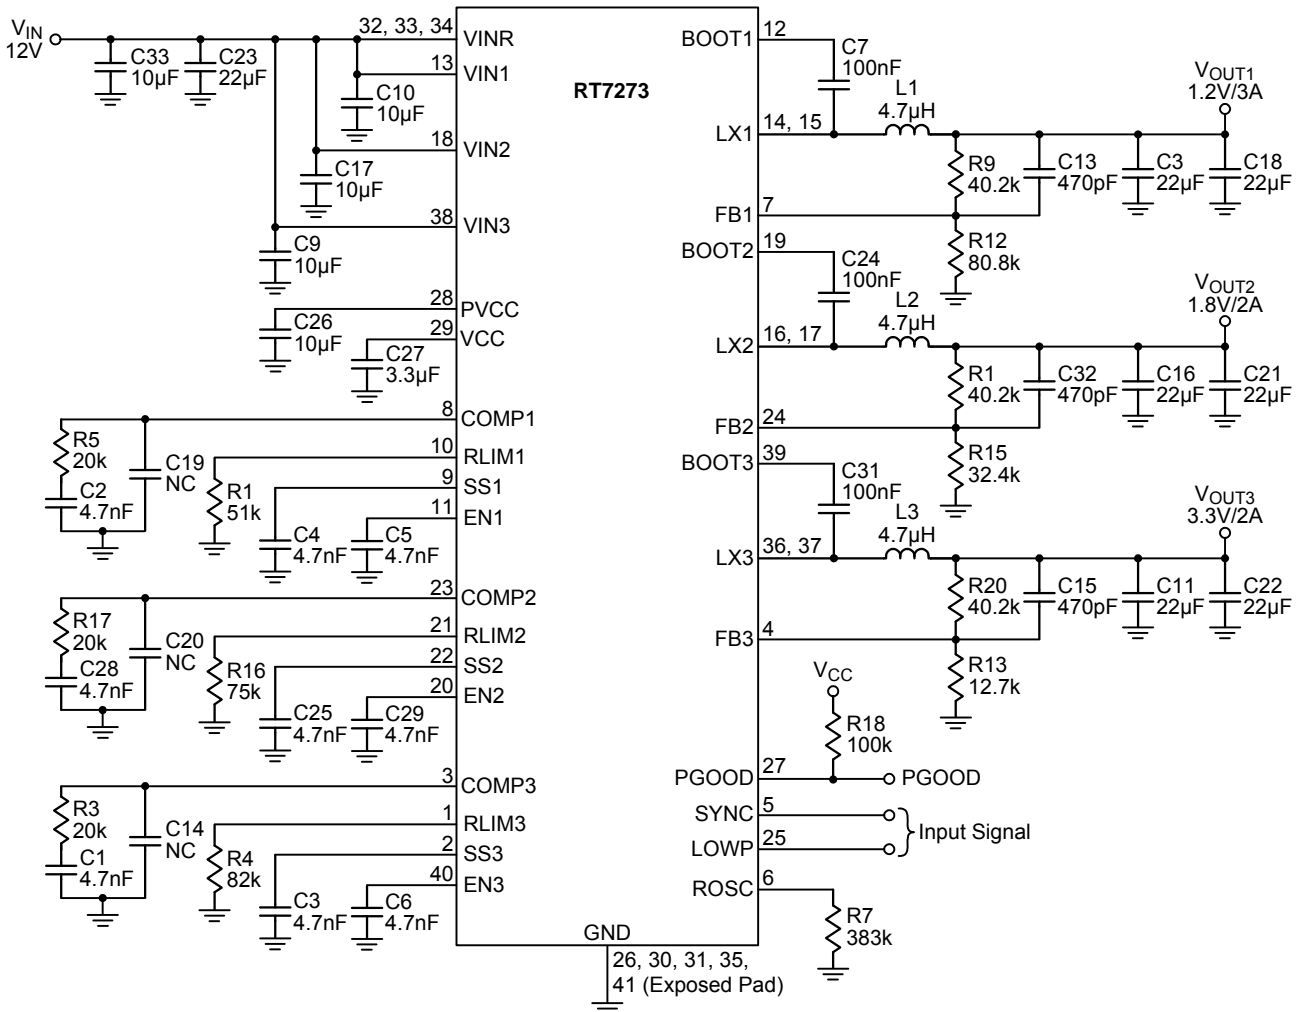 VIN
12V
C33
10µF
C23
22µF
32, 33, 34
VINR
13
VIN1
C10
10µF
18
VIN2
C17
10µF
38
VIN3
C9
10µF
28
PVCC
C26
10µF
29
VCC
C27
3.3µF
8
COMP1
R5
20k
C2
4.7nF
C19
NC
10
RLIM1
R1
51k
9
SS1
C4
4.7nF
11
EN1
C5
4.7nF
23
COMP2
R17
20k
C28
4.7nF
C20
NC
21
RLIM2
R16
75k
22
SS2
C25
4.7nF
20
EN2
C29
4.7nF
3
COMP3
R3
20k
C1
4.7nF
C14
NC
1
RLIM3
R4
82k
2
SS3
C3
4.7nF
40
EN3
C6
4.7nF
RT7273
GND
26, 30, 31, 35,
41 (Exposed Pad)
BOOT1
12
C7
100nF
L1
4.7µH
LX1
14, 15
VOUT1
1.2V/3A
R9
40.2k
C13
470pF
C3
22µF
C18
22µF
FB1
7
R12
80.8k
BOOT2
19
C24
100nF
L2
4.7µH
LX2
16, 17
VOUT2
1.8V/2A
R1
40.2k
C32
470pF
C16
22µF
C21
22µF
FB2
24
R15
32.4k
BOOT3
39
C31
100nF
L3
4.7µH
LX3
36, 37
VOUT3
3.3V/2A
R20
40.2k
C15
470pF
C11
22µF
C22
22µF
FB3
4
R13
12.7k
VCC
R18
100k
PGOOD
27
PGOOD
SYNC
5
LOWP
25
Input Signal
ROSC
6
R7
383k